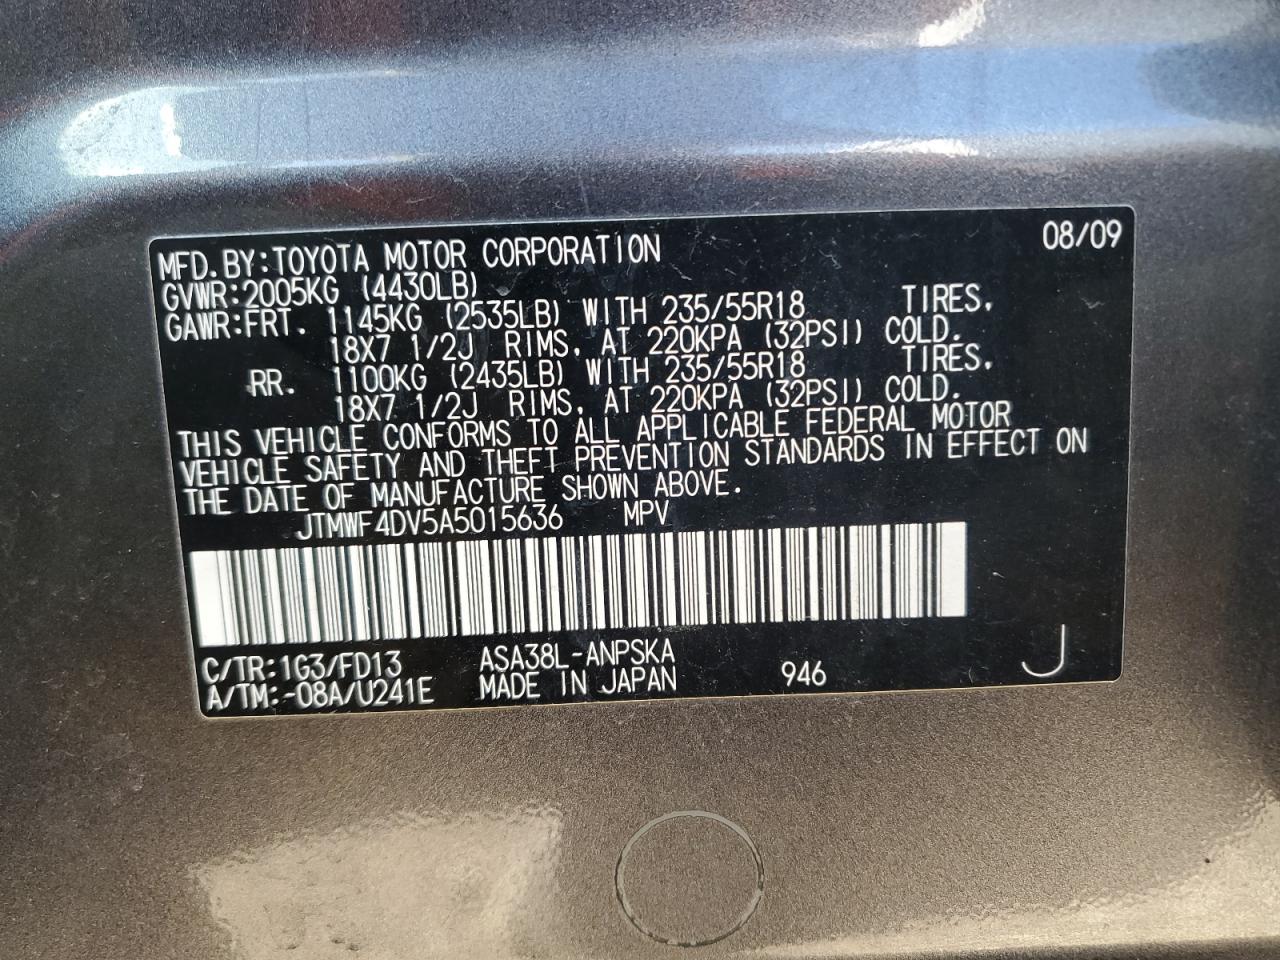 MFD.BY:TOYOTA MOTOR CORPORATION 08/09
GVWR:2005KG (4430LB)
GAWR:FRT. 1145KG (2535LB) WITH 235/55R18 TIRES,
18X7 1/2J RIMS, AT 220KPA (32PSI) COLD.
RR. 1100KG (2435LB) WITH 235/55R18 TIRES,
18X7 1/2J RIMS, AT 220KPA (32PSI) COLD.
THIS VEHICLE CONFORMS TO ALL APPLICABLE FEDERAL MOTOR
VEHICLE SAFETY AND THEFT PREVENTION STANDARDS IN EFFECT ON
THE DATE OF MANUFACTURE SHOWN ABOVE.
JTMWF4DV5A5015636 MPV
C/TR:1G3/FD13 ASA38L-ANPSKA
A/TM:-08A/U241E MADE IN JAPAN 946 J